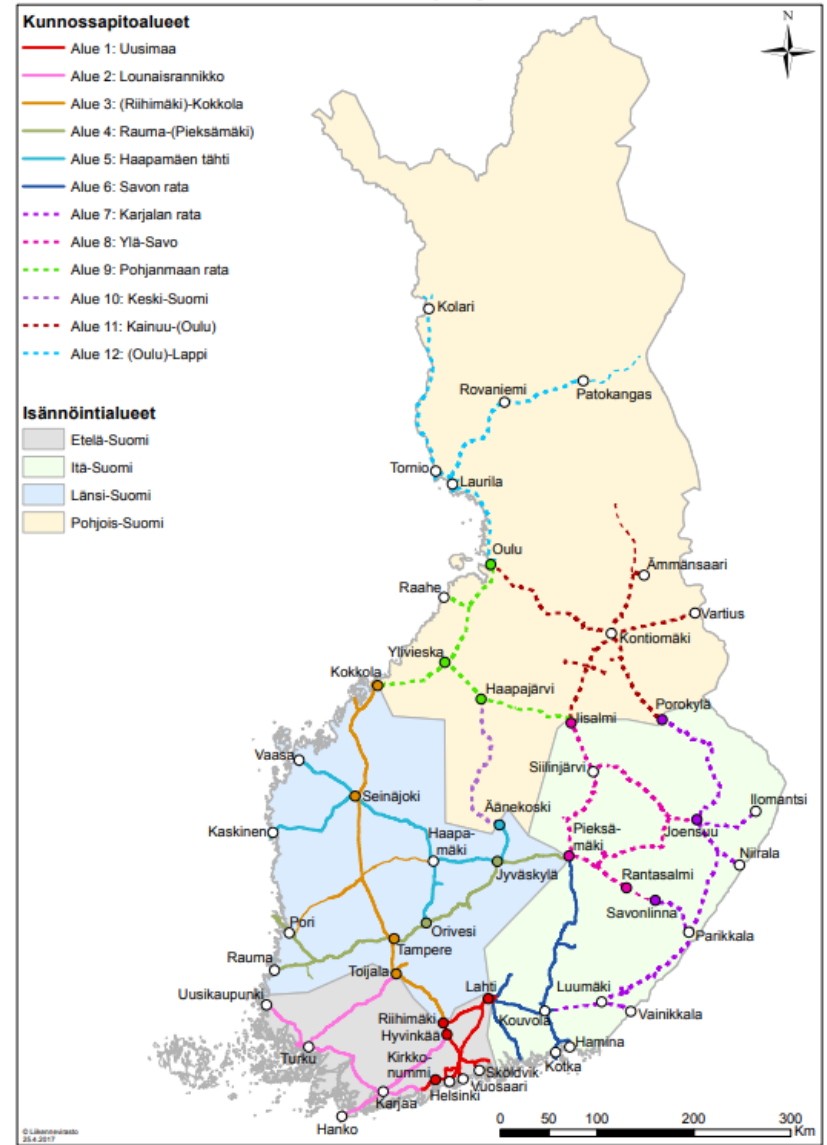 Kunnossapitoalueet
Alue 1: Uusimaa
Alue 2: Lounaisrannikko
Alue 3: (Riihimäki)-Kokkola
Alue 4: Rauma-(Pieksämäki)
Alue 5: Haapamäen tähti
Alue 6: Savon rata
Alue 7: Karjalan rata
Alue 8: Ylä-Savo
Alue 9: Pohjanmaan rata
Alue 10: Keski-Suomi
Alue 11: Kainuu-(Oulu)
Alue 12: (Oulu)-Lappi
Isännöintialueet
Etelä-Suomi
Itä-Suomi
Länsi-Suomi
Pohjois-Suomi
N
Kolari
Rovaniemi
Patokangas
Tornio
Laurila
Oulu
Ämmänsaari
Raahe
Vartius
Kontiomäki
Ylivieska
Kokkola
Haapajärvi
Porokylä
Iisalmi
Vaasa
Siilinjärvi
Seinäjoki
Ilomantsi
Äänekoski
Joensuu
Kaskinen
Haapa-
mäki
Pieksä-
mäki
Jyväskylä
Niirala
Rantasalmi
Savonlinna
Pori
Orivesi
Parikkala
Tampere
Rauma
Toijala
Lahti
Luumäki
Uusikaupunki
Kouvola
Vainikkala
Riihimäki
Hyvinkää
Hamina
Turku
Kirkko-
nummi
Sköldvik
Kotka
Vuosaari
Helsinki
Karjaa
Hanko
0 50 100 200 300
Km
© Liikennevirasto
25.4.2017